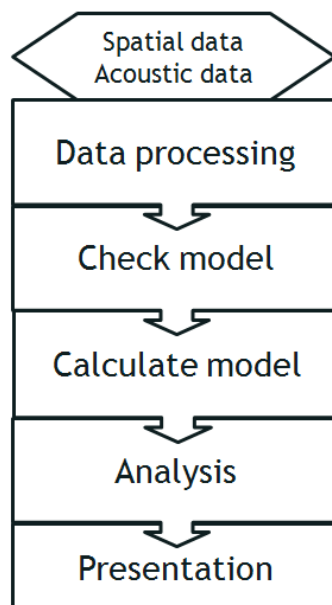 Spatial data
Acoustic data
Data processing
Check model
Calculate model
Analysis
Presentation